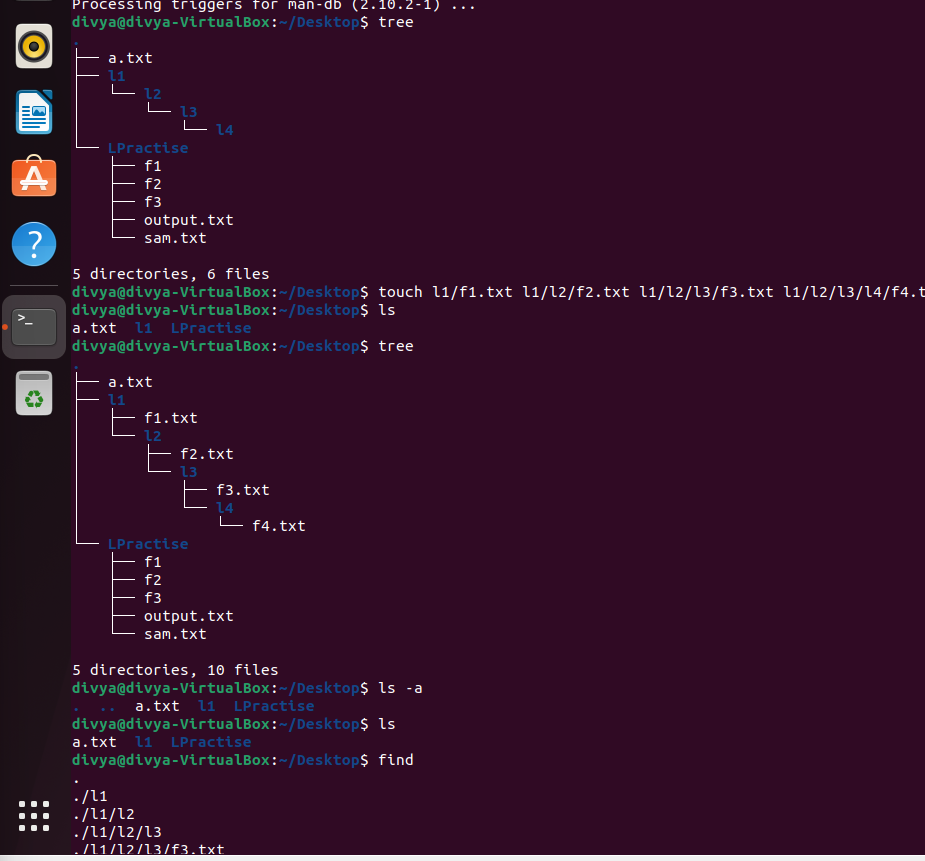 Processing triggers for man-db (2.10.2-1) ...
divya@divya-VirtualBox:~/Desktop$ tree
.
├── a.txt
├── l1
│   └── l2
│       └── l3
│           └── l4
└── LPractise
    ├── f1
    ├── f2
    ├── f3
    ├── output.txt
    └── sam.txt
5 directories, 6 files
divya@divya-VirtualBox:~/Desktop$ touch l1/f1.txt l1/l2/f2.txt l1/l2/l3/f3.txt l1/l2/l3/l4/f4.t
divya@divya-VirtualBox:~/Desktop$ ls
a.txt  l1  LPractise
divya@divya-VirtualBox:~/Desktop$ tree
.
├── a.txt
├── l1
│   ├── f1.txt
│   └── l2
│       ├── f2.txt
│       └── l3
│           ├── f3.txt
│           └── l4
│               └── f4.txt
└── LPractise
    ├── f1
    ├── f2
    ├── f3
    ├── output.txt
    └── sam.txt
5 directories, 10 files
divya@divya-VirtualBox:~/Desktop$ ls -a
.  ..  a.txt  l1  LPractise
divya@divya-VirtualBox:~/Desktop$ ls
a.txt  l1  LPractise
divya@divya-VirtualBox:~/Desktop$ find
.
./l1
./l1/l2
./l1/l2/l3
./l1/l2/l3/f3.txt